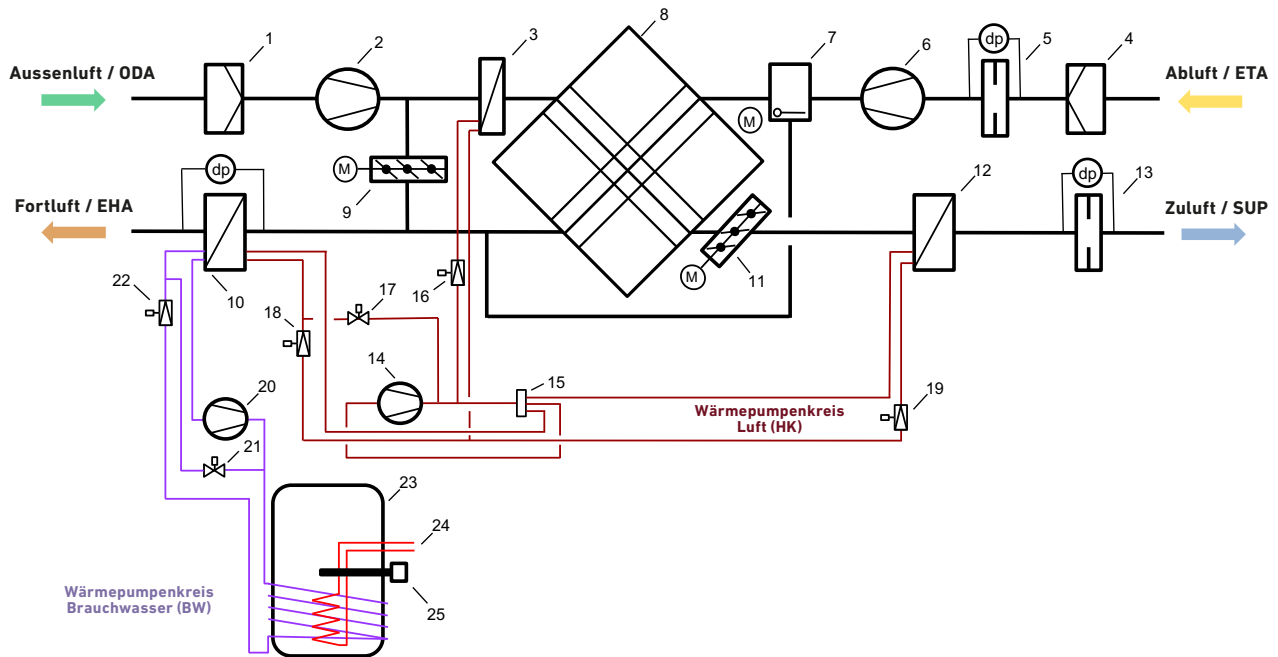 1
2
3
8
7
6
dp
5
4
Aussenluft / ODA
Abluft / ETA
M
M
dp
9
dp
12
13
Fortluft / EHA
Zuluft / SUP
M
11
22
10
16
17
18
14
15
19
Wärmepumpenkreis
Luft (HK)
20
21
23
24
25
Wärmepumpenkreis
Brauchwasser (BW)